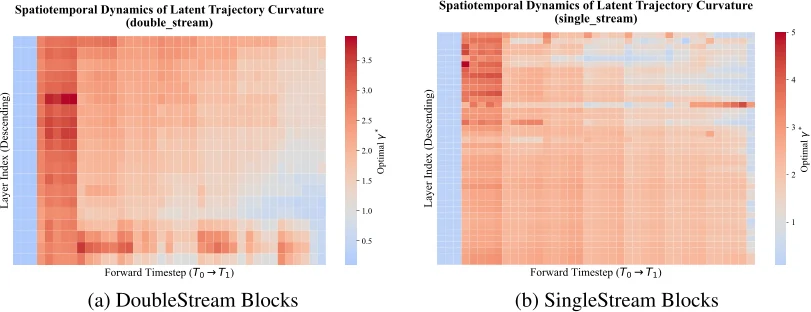 Spatiotemporal Dynamics of Latent Trajectory Curvature
(double_stream)
Layer Index (Descending)
3.5
3.0
2.5
2.0
1.5
1.0
0.5
Optimal γ*
Forward Timestep (T₀ → T₁)
(a) DoubleStream Blocks
Spatiotemporal Dynamics of Latent Trajectory Curvature
(single_stream)
Layer Index (Descending)
5
4
3
2
1
Optimal γ*
Forward Timestep (T₀ → T₁)
(b) SingleStream Blocks